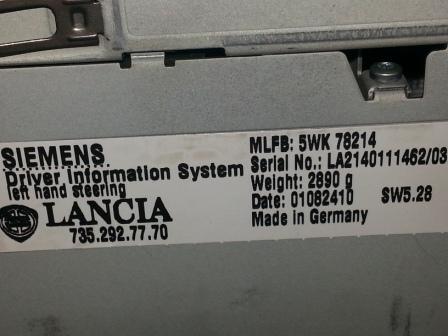 SIEMENS
Driver Information System
left hand steering
LANCIA
735.292.77.70
MLFB: 5WK 78214
Serial No.: LA2140111462/03
Weight: 2890 g
Date: 01082410 SW5.28
Made in Germany